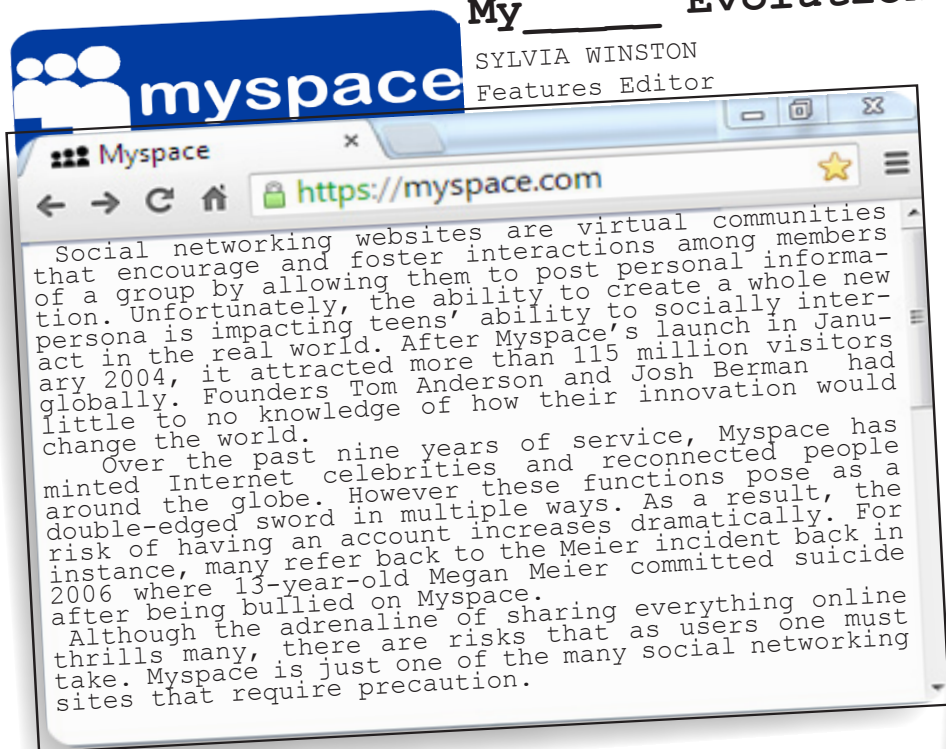 My_____ Evolution
myspace
SYLVIA WINSTON
Features Editor
Myspace
https://myspace.com
Social networking websites are virtual communities
that encourage and foster interactions among members
of a group by allowing them to post personal informa-
tion. Unfortunately, the ability to create a whole new
persona is impacting teens' ability to socially inter-
act in the real world. After Myspace's launch in Janu-
ary 2004, it attracted more than 115 million visitors
globally. Founders Tom Anderson and Josh Berman had
little to no knowledge of how their innovation would
change the world.
Over the past nine years of service, Myspace has
minted Internet celebrities and reconnected people
around the globe. However these functions pose as a
double-edged sword in multiple ways. As a result, the
risk of having an account increases dramatically. For
instance, many refer back to the Meier incident back in
2006 where 13-year-old Megan Meier committed suicide
after being bullied on Myspace.
Although the adrenaline of sharing everything online
thrills many, there are risks that as users one must
take. Myspace is just one of the many social networking
sites that require precaution.